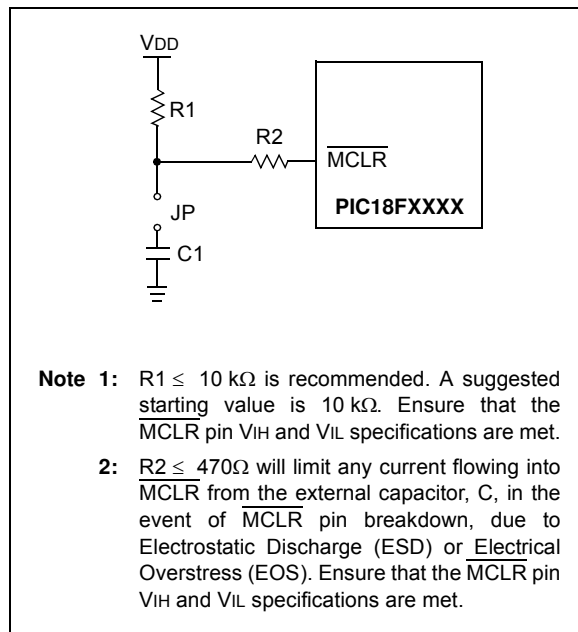 VDD
R1
R2
MCLR
JP
PIC18FXXXX
C1
Note 1: R1 ≤ 10 kΩ is recommended. A suggested
starting value is 10 kΩ. Ensure that the
MCLR pin VIH and VIL specifications are met.
2: R2 ≤ 470Ω will limit any current flowing into
MCLR from the external capacitor, C, in the
event of MCLR pin breakdown, due to
Electrostatic Discharge (ESD) or Electrical
Overstress (EOS). Ensure that the MCLR pin
VIH and VIL specifications are met.